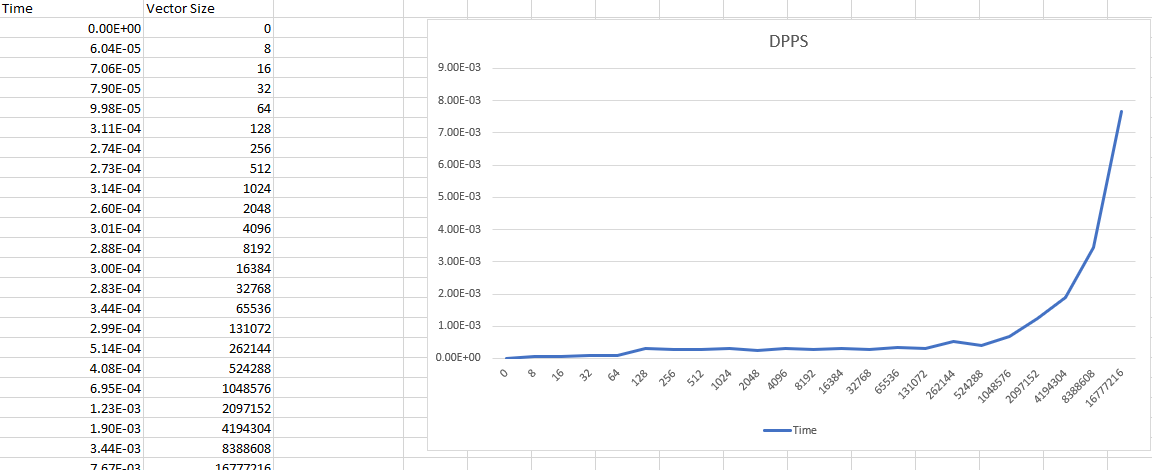 Time Vector Size
0.00E+00 0
6.04E-05 8
7.06E-05 16
7.90E-05 32
9.98E-05 64
3.11E-04 128
2.74E-04 256
2.73E-04 512
3.14E-04 1024
2.60E-04 2048
3.01E-04 4096
2.88E-04 8192
3.00E-04 16384
2.83E-04 32768
3.44E-04 65536
2.99E-04 131072
5.14E-04 262144
4.08E-04 524288
6.95E-04 1048576
1.23E-03 2097152
1.90E-03 4194304
3.44E-03 8388608
7.67E-03 16777216
DPPS
9.00E-03
8.00E-03
7.00E-03
6.00E-03
5.00E-03
4.00E-03
3.00E-03
2.00E-03
1.00E-03
0.00E+00
0 8 16 32 64 128 256 512 1024 2048 4096 8192 16384 32768 65536 131072 262144 524288 1048576 2097152 4194304 8388608 16777216
Time